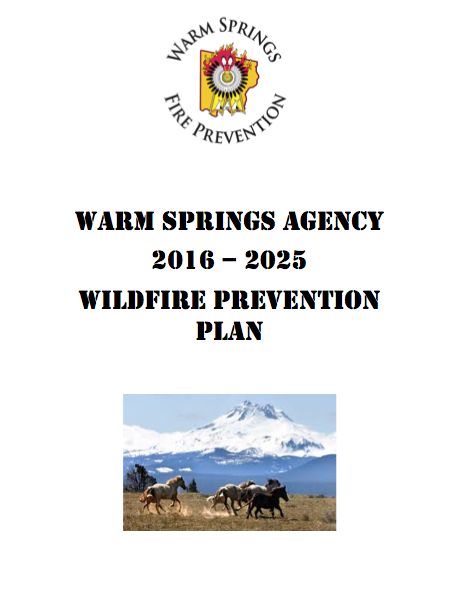 WARM SPRINGS
FIRE PREVENTION
WARM SPRINGS AGENCY
2016 – 2025
WILDFIRE PREVENTION
PLAN